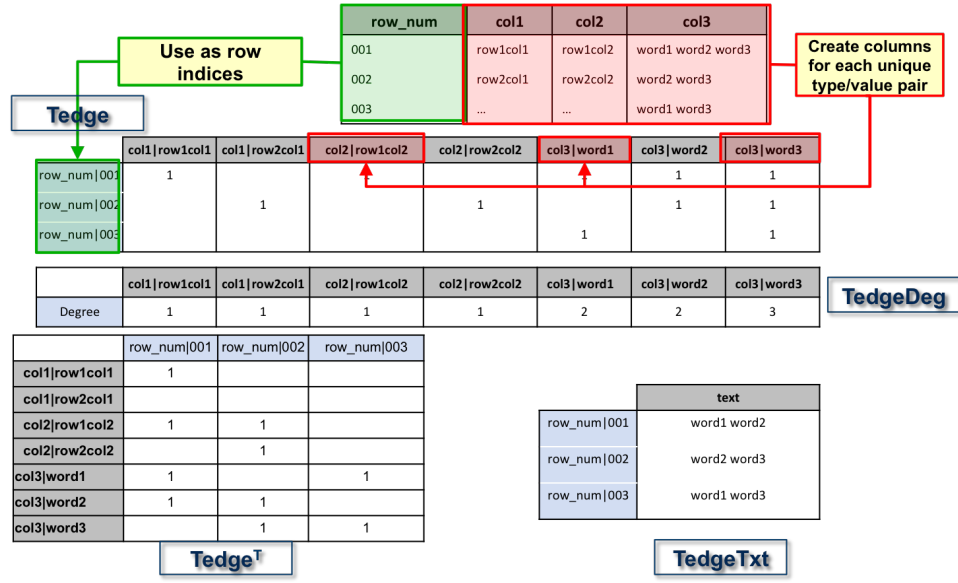 row_num col1 col2 col3
001 row1col1 row1col2 word1 word2 word3
002 row2col1 row2col2 word2 word3
003 ... ... word1 word3
Use as row
indices
Create columns
for each unique
type/value pair
Tedge
col1|row1col1 col1|row2col1 col2|row1col2 col2|row2col2 col3|word1 col3|word2 col3|word3
row_num|001 1 1 1
row_num|002 1 1 1 1
row_num|003 1 1
col1|row1col1 col1|row2col1 col2|row1col2 col2|row2col2 col3|word1 col3|word2 col3|word3
Degree 1 1 1 1 2 2 3
TedgeDeg
row_num|001 row_num|002 row_num|003
col1|row1col1 1
col1|row2col1
col2|row1col2 1 1
col2|row2col2 1
col3|word1 1 1
col3|word2 1 1
col3|word3 1 1
TedgeT
text
row_num|001 word1 word2
row_num|002 word2 word3
row_num|003 word1 word3
TedgeTxt